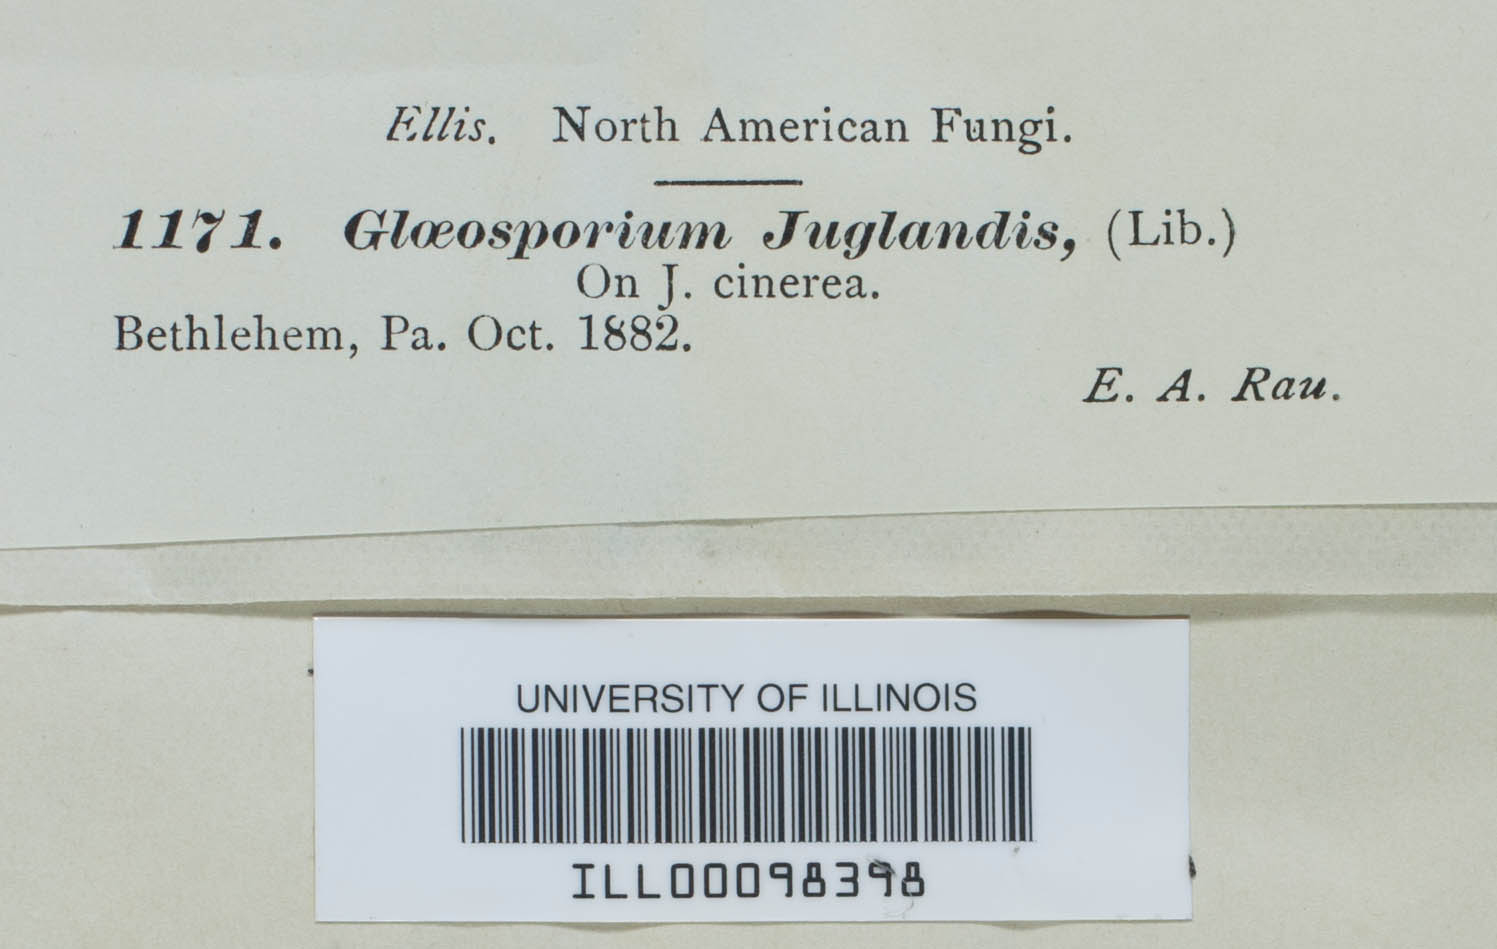 Ellis. North American Fungi.
1171. Glœosporium Juglandis, (Lib.)
On J. cinerea.
Bethlehem, Pa. Oct. 1882.
E. A. Rau.
UNIVERSITY OF ILLINOIS
ILL00098398